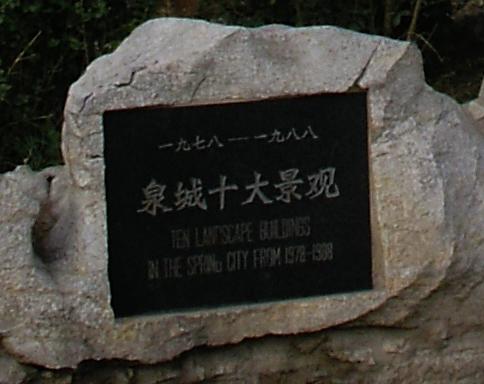 一九七八——一九八八
泉城十大景观
TEN LANDSCAPE BUILDINGS
IN THE SPRING CITY FROM 1978-1988